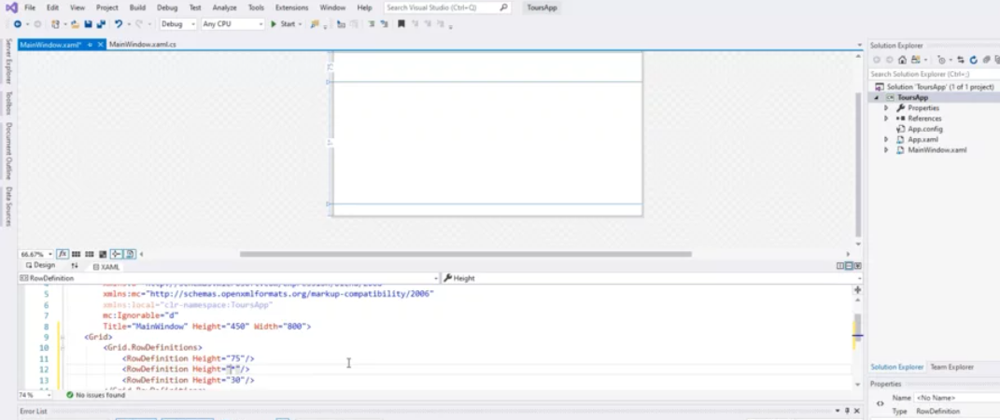 File Edit View Project Build Debug Test Analyze Tools Extensions Window Help Search Visual Studio (Ctrl+Q) ToursApp
Debug Any CPU Start
MainWindow.xaml* MainWindow.xaml.cs
Server Explorer
Toolbox
Document Outline
Data Sources
66.67%
Design XAML
RowDefinition Height
5 xmlns:mc="http://schemas.openxmlformats.org/markup-compatibility/2006"
6 xmlns:local="clr-namespace:ToursApp"
7 mc:Ignorable="d"
8 Title="MainWindow" Height="450" Width="800">
9 <Grid>
10 <Grid.RowDefinitions>
11 <RowDefinition Height="75"/>
12 <RowDefinition Height="*"/>
13 <RowDefinition Height="30"/>
74 % No issues found
Error List
Solution Explorer
Search Solution Explorer (Ctrl+;)
Solution 'ToursApp' (1 of 1 project)
ToursApp
Properties
References
App.config
App.xaml
MainWindow.xaml
Solution Explorer Team Explorer
Properties
Name <No Name>
Type RowDefinition